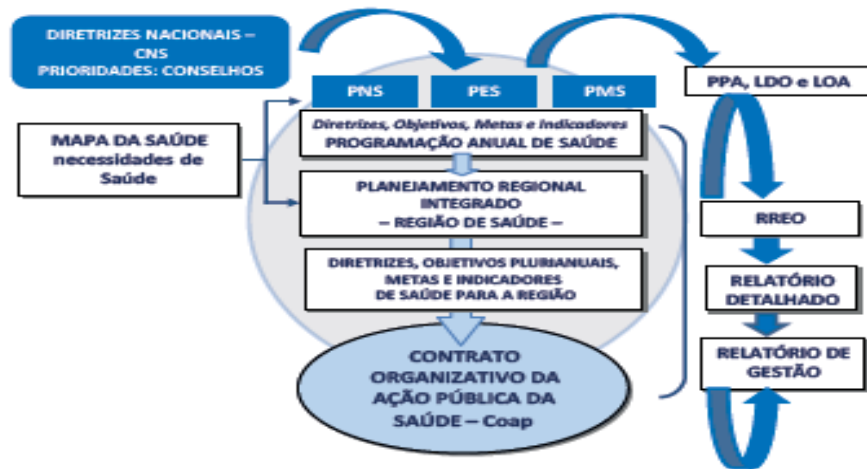 DIRETRIZES NACIONAIS –
CNS
PRIORIDADES: CONSELHOS
PNS
PES
PMS
PPA, LDO e LOA
Diretrizes, Objetivos, Metas e Indicadores
PROGRAMAÇÃO ANUAL DE SAÚDE
MAPA DA SAÚDE
necessidades de
Saúde
PLANEJAMENTO REGIONAL
INTEGRADO
– REGIÃO DE SAÚDE –
DIRETRIZES, OBJETIVOS PLURIANUAIS,
METAS E INDICADORES
DE SAÚDE PARA A REGIÃO
CONTRATO
ORGANIZATIVO DA
AÇÃO PÚBLICA DA
SAÚDE – Coap
RREO
RELATÓRIO
DETALHADO
RELATÓRIO DE
GESTÃO